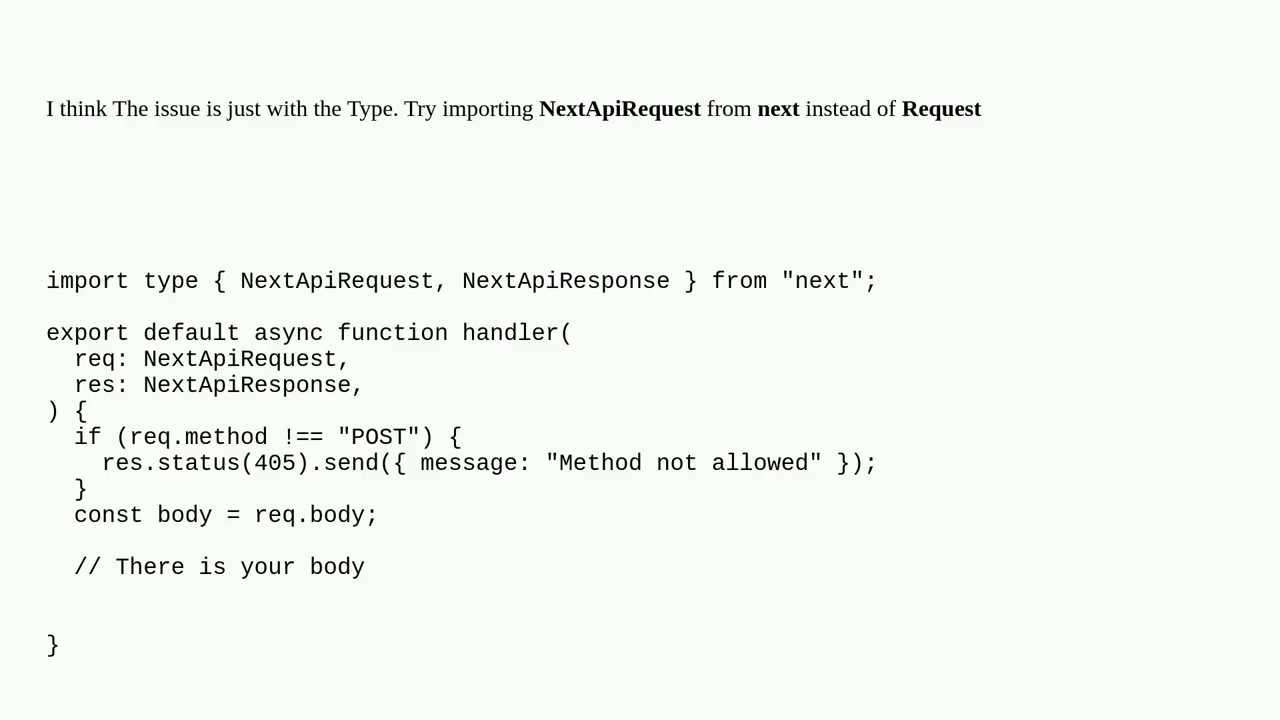 I think The issue is just with the Type. Try importing NextApiRequest from next instead of Request
import type { NextApiRequest, NextApiResponse } from "next";
export default async function handler(
  req: NextApiRequest,
  res: NextApiResponse,
) {
  if (req.method !== "POST") {
    res.status(405).send({ message: "Method not allowed" });
  }
  const body = req.body;
  // There is your body
}